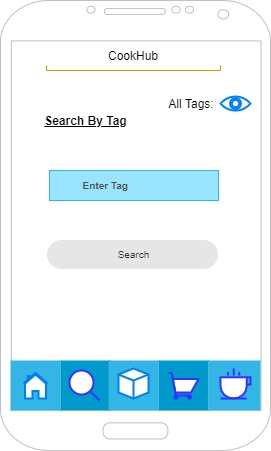 CookHub
All Tags:
Search By Tag
Enter Tag
Search